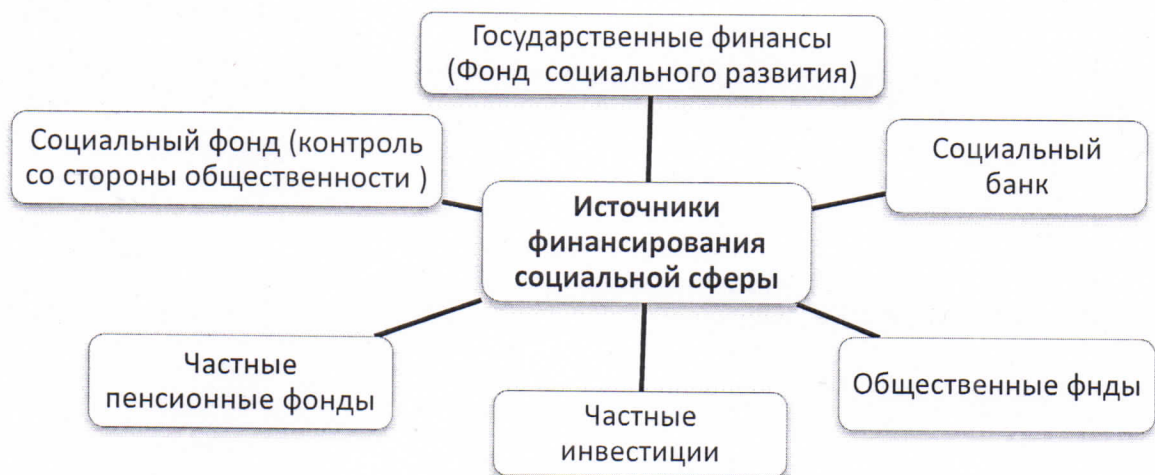 Государственные финансы
(Фонд социального развития)
Социальный фонд (контроль
со стороны общественности )
Социальный
банк
Источники
финансирования
социальной сферы
Частные
пенсионные фонды
Частные
инвестиции
Общественные фнды